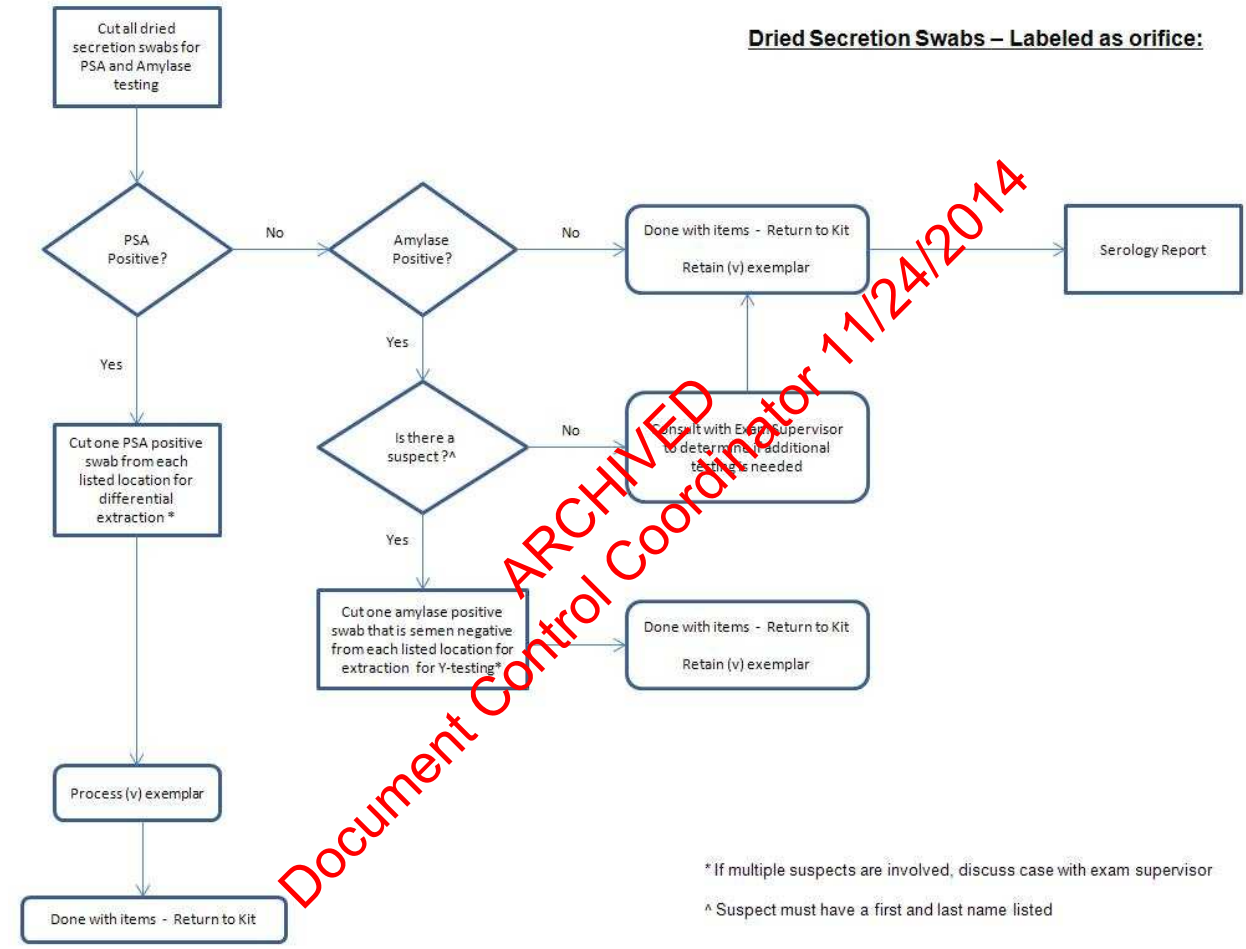 Dried Secretion Swabs – Labeled as orifice:
Cut all dried
secretion swabs for
PSA and Amylase
testing
PSA
Positive?
No
Amylase
Positive?
No
Done with items - Return to Kit
Retain (v) exemplar
Serology Report
Yes
Yes
Cut one PSA positive
swab from each
listed location for
differential
extraction *
Is there a
suspect ?^
No
Consult with Exam Supervisor
to determine if additional
testing is needed
Yes
Cut one amylase positive
swab that is semen negative
from each listed location for
extraction for Y-testing*
Done with items - Return to Kit
Retain (v) exemplar
Process (v) exemplar
Done with items - Return to Kit
* If multiple suspects are involved, discuss case with exam supervisor
^ Suspect must have a first and last name listed
ARCHIVED
Document Control Coordinator 11/24/2014